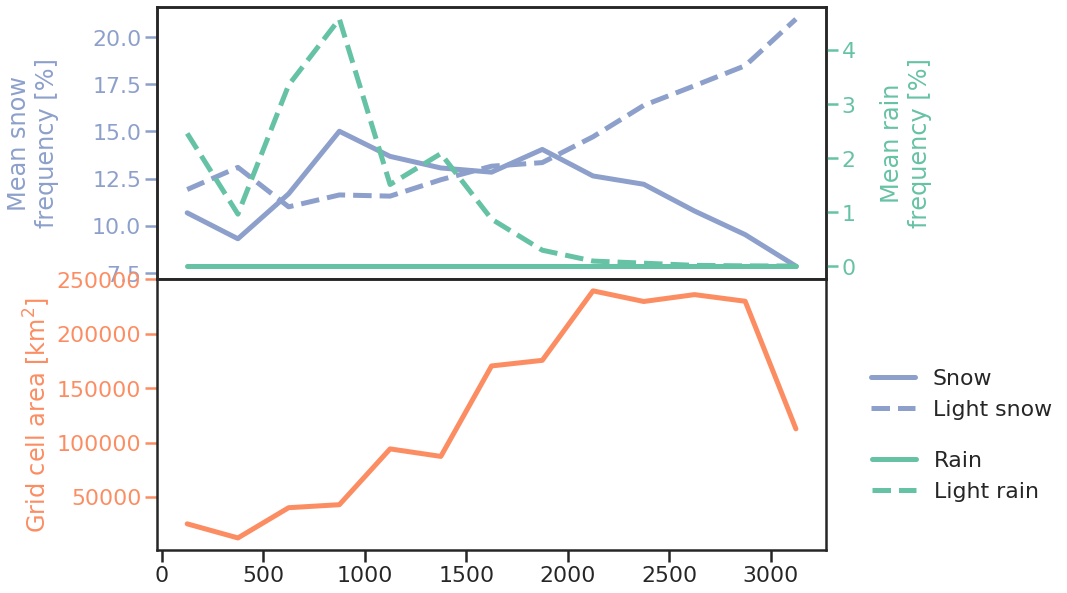 Mean snow
frequency [%]
20.0
17.5
15.0
12.5
10.0
7.5
4
3
2
1
0
Mean rain
frequency [%]
Grid cell area [km²]
250000
200000
150000
100000
50000
0
500
1000
1500
2000
2500
3000
Snow
Light snow
Rain
Light rain